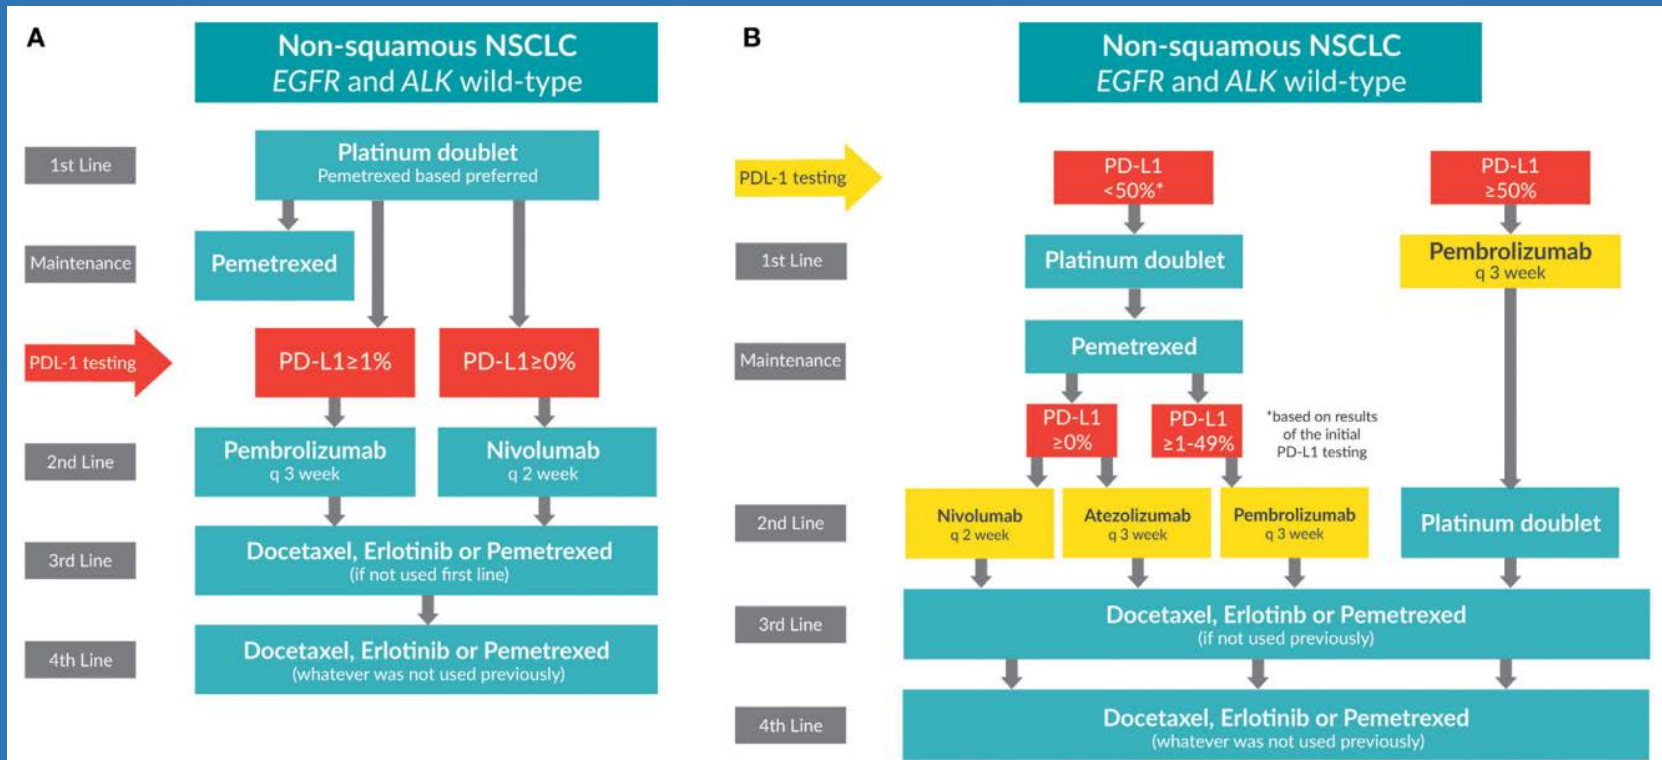 A
Non-squamous NSCLC
EGFR and ALK wild-type
1st Line
Platinum doublet
Pemetrexed based preferred
Maintenance
Pemetrexed
PDL-1 testing
PD-L1≥1%
PD-L1≥0%
2nd Line
Pembrolizumab
q 3 week
Nivolumab
q 2 week
3rd Line
Docetaxel, Erlotinib or Pemetrexed
(if not used first line)
4th Line
Docetaxel, Erlotinib or Pemetrexed
(whatever was not used previously)
B
Non-squamous NSCLC
EGFR and ALK wild-type
PDL-1 testing
PD-L1
<50%*
PD-L1
≥50%
1st Line
Platinum doublet
Pembrolizumab
q 3 week
Maintenance
Pemetrexed
PD-L1
≥0%
PD-L1
≥1-49%
*based on results
of the initial
PD-L1 testing
2nd Line
Nivolumab
q 2 week
Atezolizumab
q 3 week
Pembrolizumab
q 3 week
Platinum doublet
3rd Line
Docetaxel, Erlotinb or Pemetrexed
(if not used previously)
4th Line
Docetaxel, Erlotinib or Pemetrexed
(whatever was not used previously)